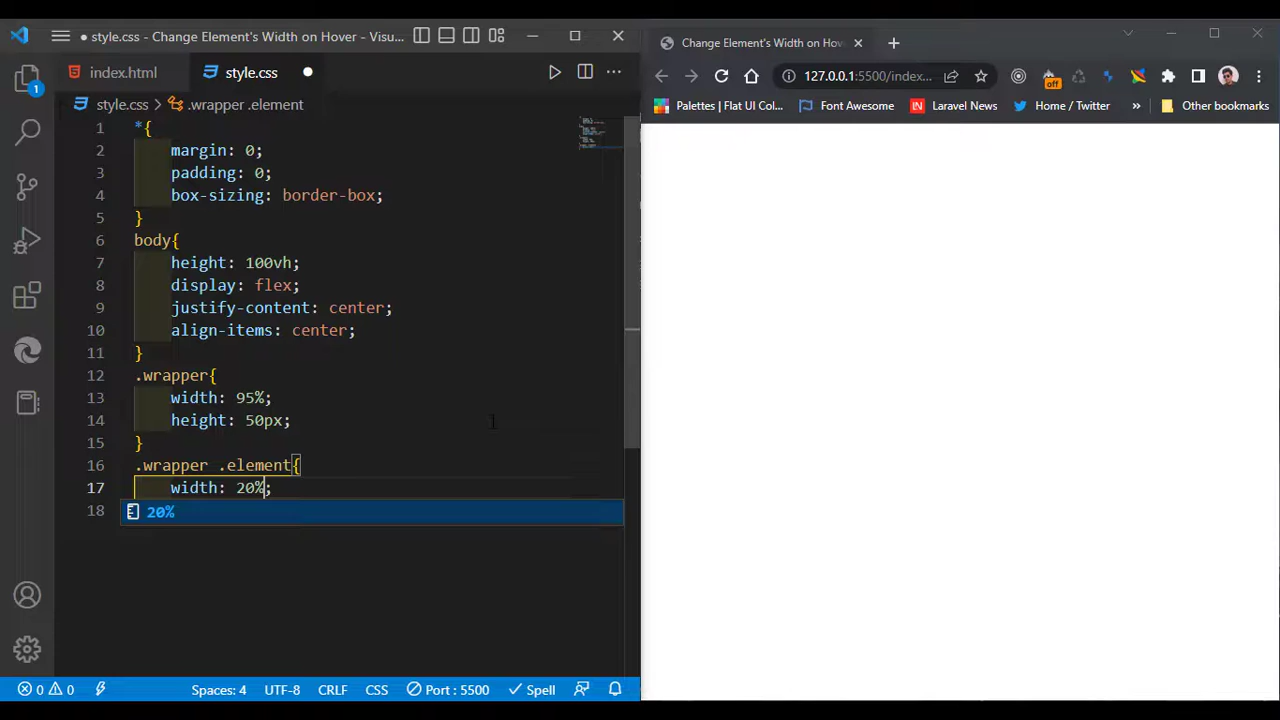 style.css - Change Element's Width on Hover - Visu...
index.html
style.css
style.css > .wrapper .element
1 *{
2 margin: 0;
3 padding: 0;
4 box-sizing: border-box;
5 }
6 body{
7 height: 100vh;
8 display: flex;
9 justify-content: center;
10 align-items: center;
11 }
12 .wrapper{
13 width: 95%;
14 height: 50px;
15 }
16 .wrapper .element{
17 width: 20%;
18
20%
1
0 0
Spaces: 4
UTF-8
CRLF
CSS
Port : 5500
Spell
Change Element's Width on Hov
127.0.0.1:5500/index...
off
Palettes | Flat UI Col...
Font Awesome
IN
Laravel News
Home / Twitter
»
Other bookmarks